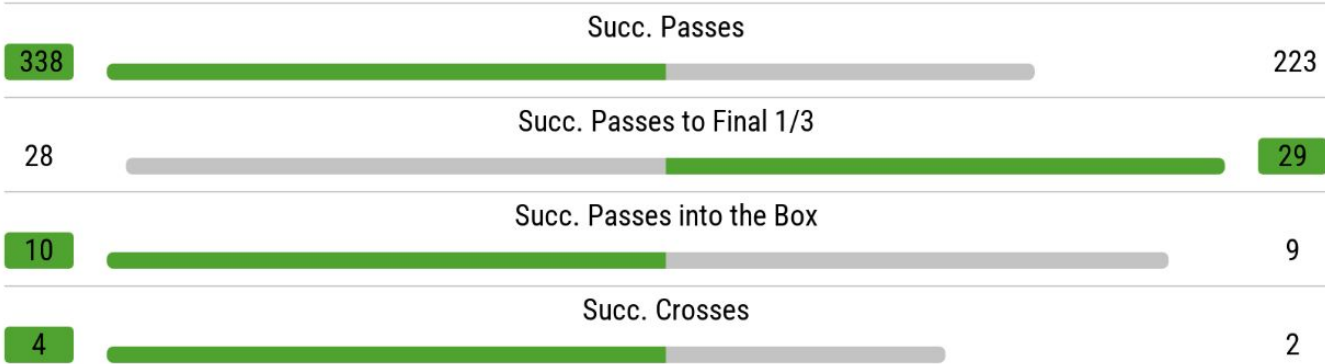 Succ. Passes
338 223
Succ. Passes to Final 1/3
28 29
Succ. Passes into the Box
10 9
Succ. Crosses
4 2